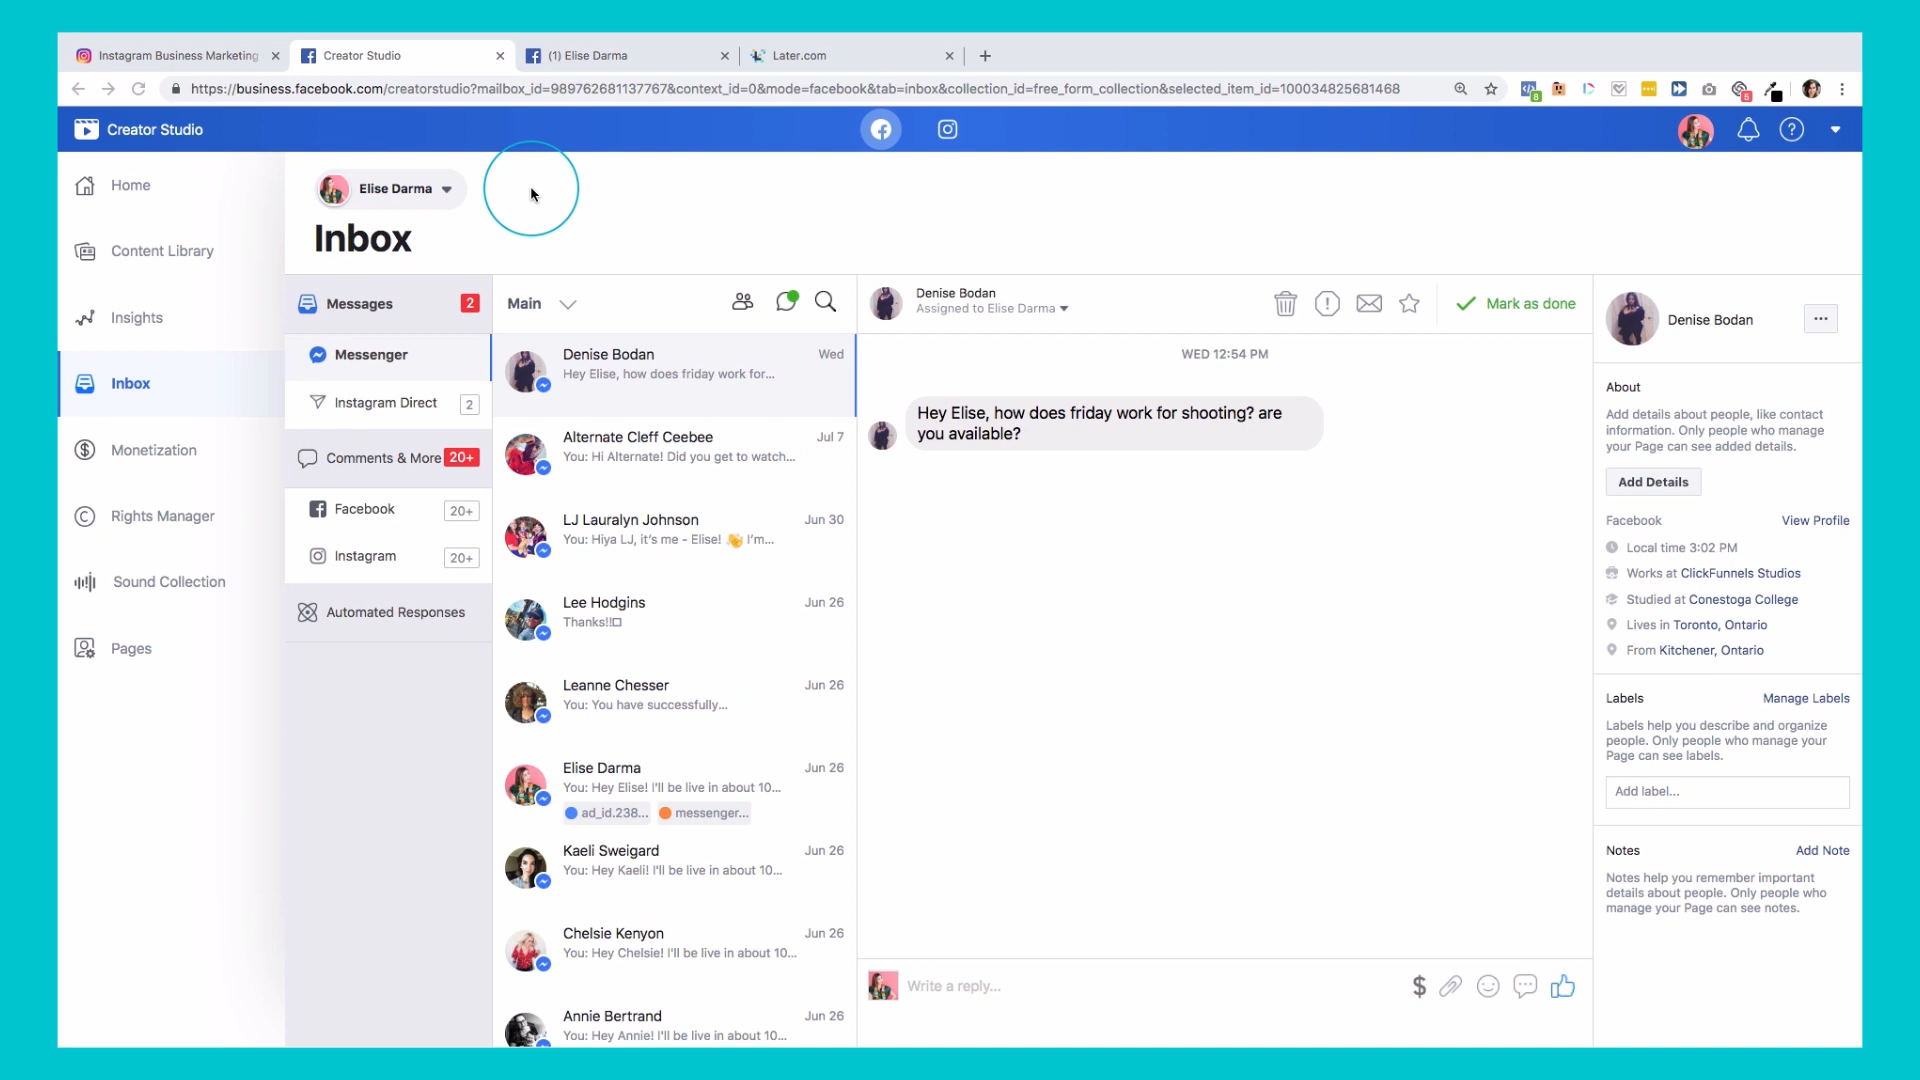 Instagram Business Marketing
Creator Studio
(1) Elise Darma
Later.com
https://business.facebook.com/creatorstudio?mailbox_id=989762681137767&context_id=0&mode=facebook&tab=inbox&collection_id=free_form_collection&selected_item_id=100034825681468
8
5
Creator Studio
Home
Content Library
Insights
Inbox
Monetization
Rights Manager
Sound Collection
Pages
Elise Darma
Inbox
Messages 2
Messenger
Instagram Direct 2
Comments & More 20+
Facebook 20+
Instagram 20+
Automated Responses
Main
Denise Bodan Wed
Hey Elise, how does friday work for...
Alternate Cleff Ceebee Jul 7
You: Hi Alternate! Did you get to watch...
LJ Lauralyn Johnson Jun 30
You: Hiya LJ, it's me - Elise! 👋 I'm...
Lee Hodgins Jun 26
Thanks!!
Leanne Chesser Jun 26
You: You have successfully...
Elise Darma Jun 26
You: Hey Elise! I'll be live in about 10...
ad_id.238... messenger...
Kaeli Sweigard Jun 26
You: Hey Kaeli! I'll be live in about 10...
Chelsie Kenyon Jun 26
You: Hey Chelsie! I'll be live in about 10...
Annie Bertrand Jun 26
You: Hey Annie! I'll be live in about 10...
Denise Bodan
Assigned to Elise Darma
Mark as done
WED 12:54 PM
Hey Elise, how does friday work for shooting? are
you available?
Write a reply...
Denise Bodan
About
Add details about people, like contact
information. Only people who manage
your Page can see added details.
Add Details
Facebook View Profile
Local time 3:02 PM
Works at ClickFunnels Studios
Studied at Conestoga College
Lives in Toronto, Ontario
From Kitchener, Ontario
Labels Manage Labels
Labels help you describe and organize
people. Only people who manage your
Page can see labels.
Add label...
Notes Add Note
Notes help you remember important
details about people. Only people who
manage your Page can see notes.